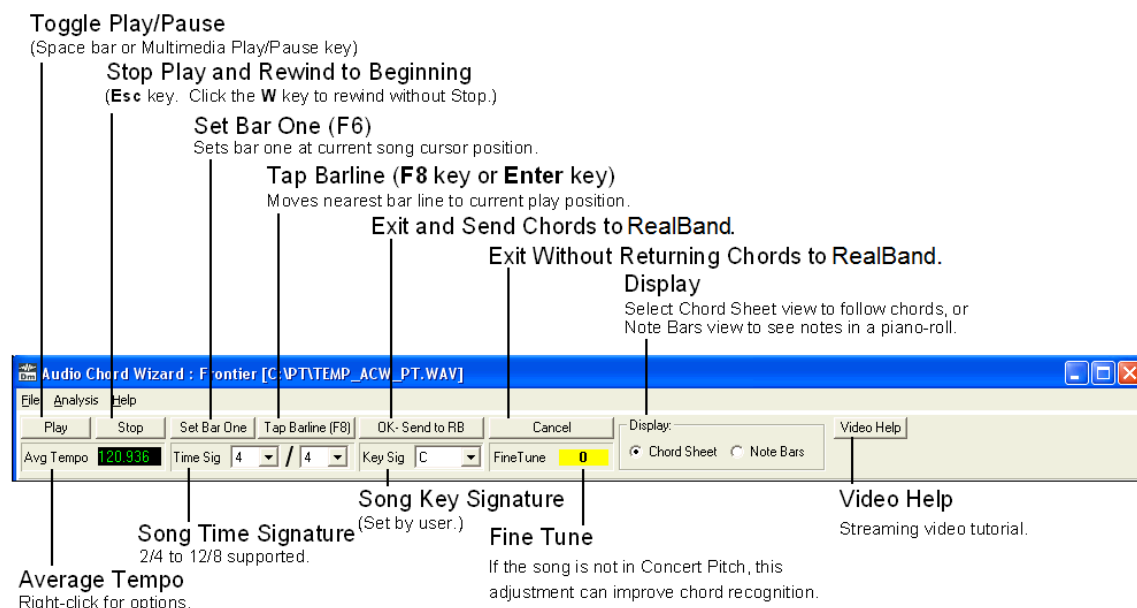 Toggle Play/Pause
(Space bar or Multimedia Play/Pause key)
Stop Play and Rewind to Beginning
(Esc key. Click the W key to rewind without Stop.)
Set Bar One (F6)
Sets bar one at current song cursor position.
Tap Barline (F8 key or Enter key)
Moves nearest bar line to current play position.
Exit and Send Chords to RealBand.
Exit Without Returning Chords to RealBand.
Display
Select Chord Sheet view to follow chords, or
Note Bars view to see notes in a piano-roll.
Audio Chord Wizard : Frontier [C:\PT\TEMP_ACW_PT.WAV]
File Analysis Help
Play Stop Set Bar One Tap Barline (F8) OK- Send to RB Cancel Display: Video Help
Avg Tempo 120.936 Time Sig 4 / 4 Key Sig C FineTune 0 Chord Sheet Note Bars
Song Key Signature
(Set by user.)
Video Help
Streaming video tutorial.
Song Time Signature
2/4 to 12/8 supported.
Fine Tune
If the song is not in Concert Pitch, this
adjustment can improve chord recognition.
Average Tempo
Right-click for options.